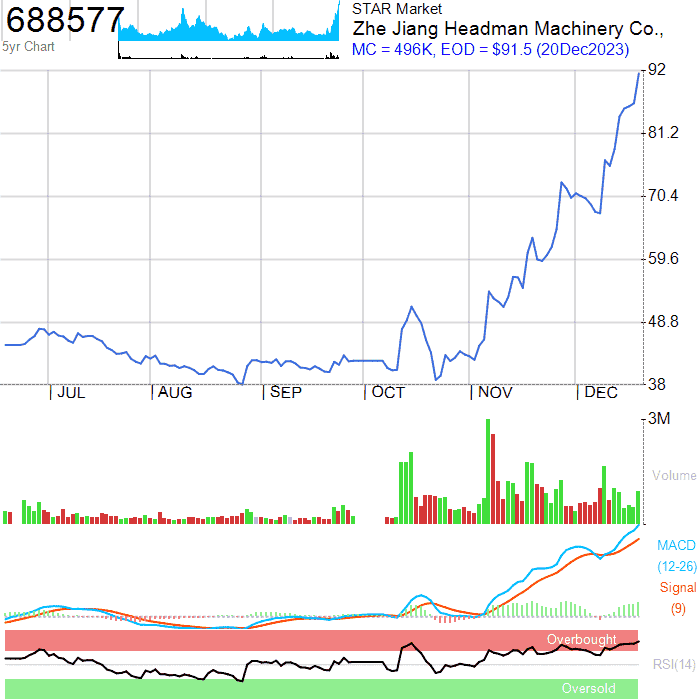 688577
5yr Chart
STAR Market
Zhe Jiang Headman Machinery Co.,
MC = 496K, EOD = $91.5 (20Dec2023)
92
81.2
70.4
59.6
48.8
38
JUL AUG SEP OCT NOV DEC
3M
Volume
MACD
(12-26)
Signal
(9)
Overbought
RSI(14)
Oversold